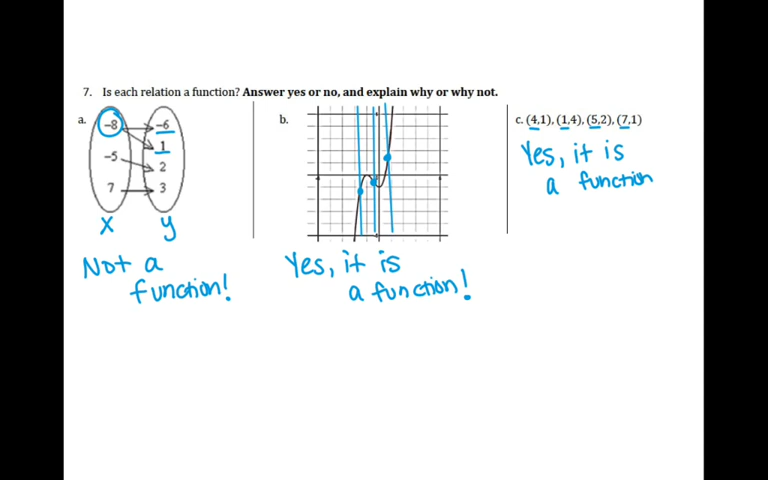 7. Is each relation a function? Answer yes or no, and explain why or why not.
a.
-8
-5
7
-6
1
2
3
x y
Not a
function!
b.
Yes, it is
a function!
c. (4,1), (1,4), (5,2), (7,1)
Yes, it is
a function